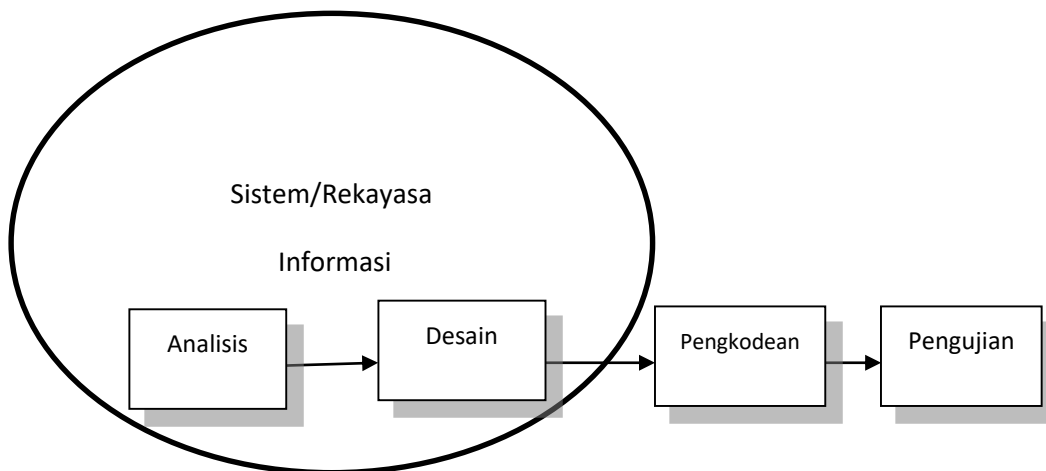 Sistem/Rekayasa
Informasi
Analisis
Desain
Pengkodean
Pengujian